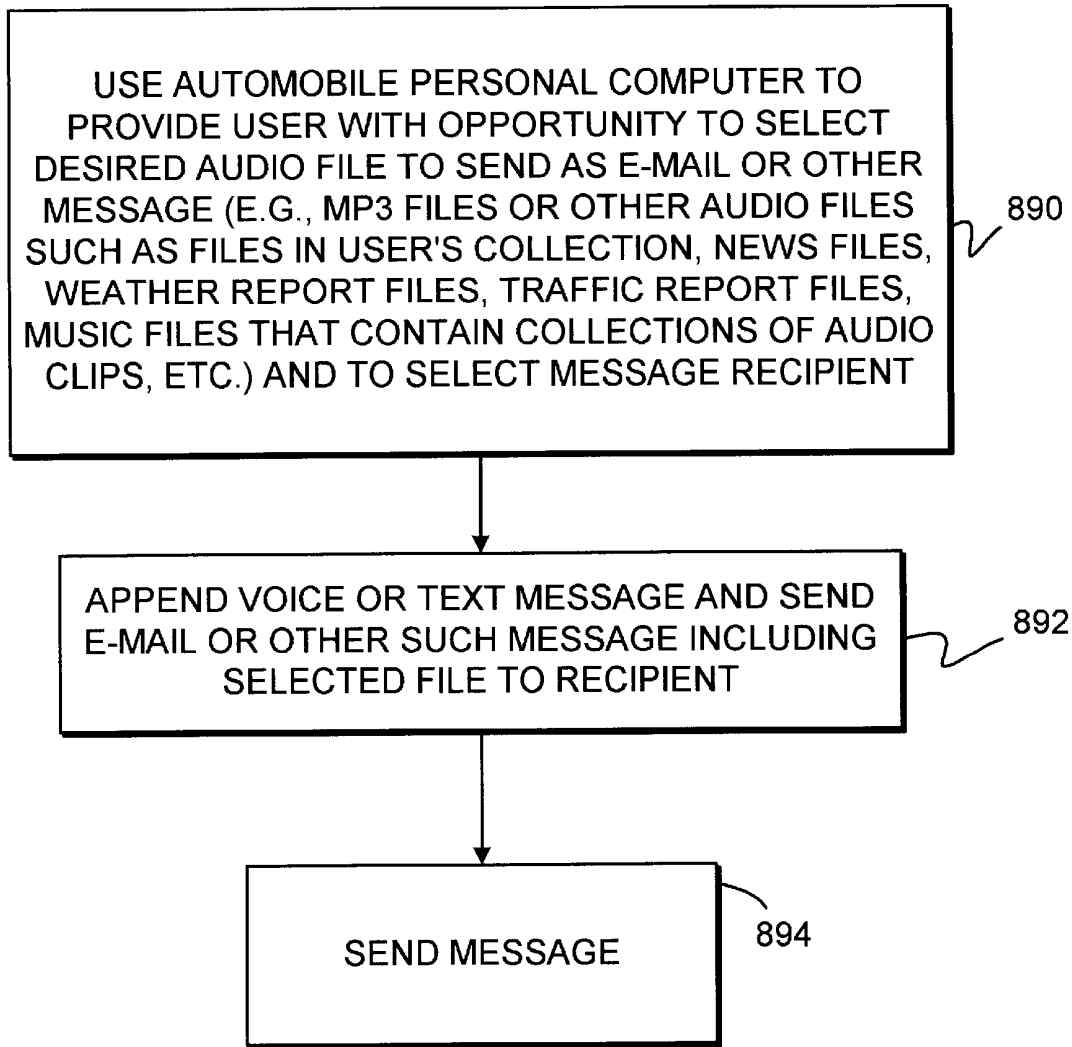 USE AUTOMOBILE PERSONAL COMPUTER TO
PROVIDE USER WITH OPPORTUNITY TO SELECT
DESIRED AUDIO FILE TO SEND AS E-MAIL OR OTHER
MESSAGE (E.G., MP3 FILES OR OTHER AUDIO FILES
SUCH AS FILES IN USER'S COLLECTION, NEWS FILES,
WEATHER REPORT FILES, TRAFFIC REPORT FILES,
MUSIC FILES THAT CONTAIN COLLECTIONS OF AUDIO
CLIPS, ETC.) AND TO SELECT MESSAGE RECIPIENT
890
APPEND VOICE OR TEXT MESSAGE AND SEND
E-MAIL OR OTHER SUCH MESSAGE INCLUDING
SELECTED FILE TO RECIPIENT
892
SEND MESSAGE
894